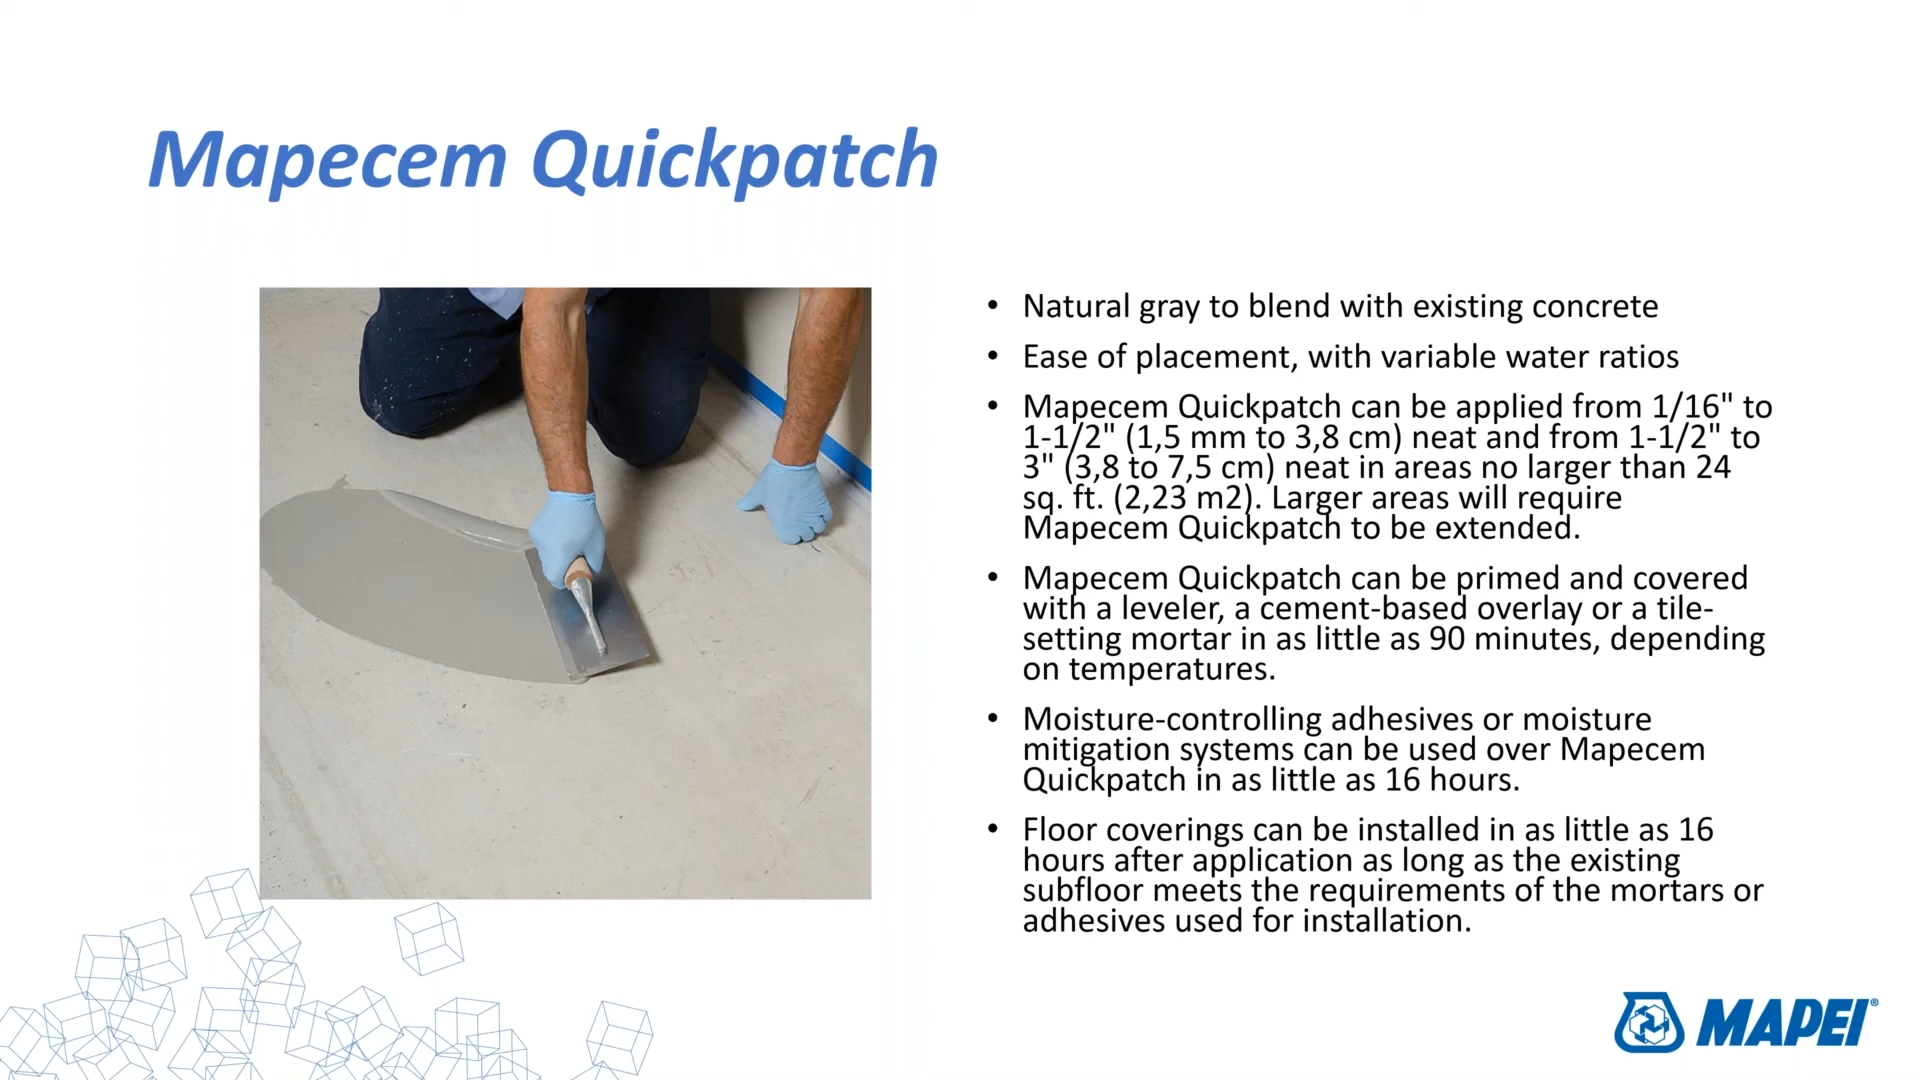 Mapecem Quickpatch
• Natural gray to blend with existing concrete
• Ease of placement, with variable water ratios
• Mapecem Quickpatch can be applied from 1/16" to
1-1/2" (1,5 mm to 3,8 cm) neat and from 1-1/2" to
3" (3,8 to 7,5 cm) neat in areas no larger than 24
sq. ft. (2,23 m2). Larger areas will require
Mapecem Quickpatch to be extended.
• Mapecem Quickpatch can be primed and covered
with a leveler, a cement-based overlay or a tile-
setting mortar in as little as 90 minutes, depending
on temperatures.
• Moisture-controlling adhesives or moisture
mitigation systems can be used over Mapecem
Quickpatch in as little as 16 hours.
• Floor coverings can be installed in as little as 16
hours after application as long as the existing
subfloor meets the requirements of the mortars or
adhesives used for installation.
MAPEI®